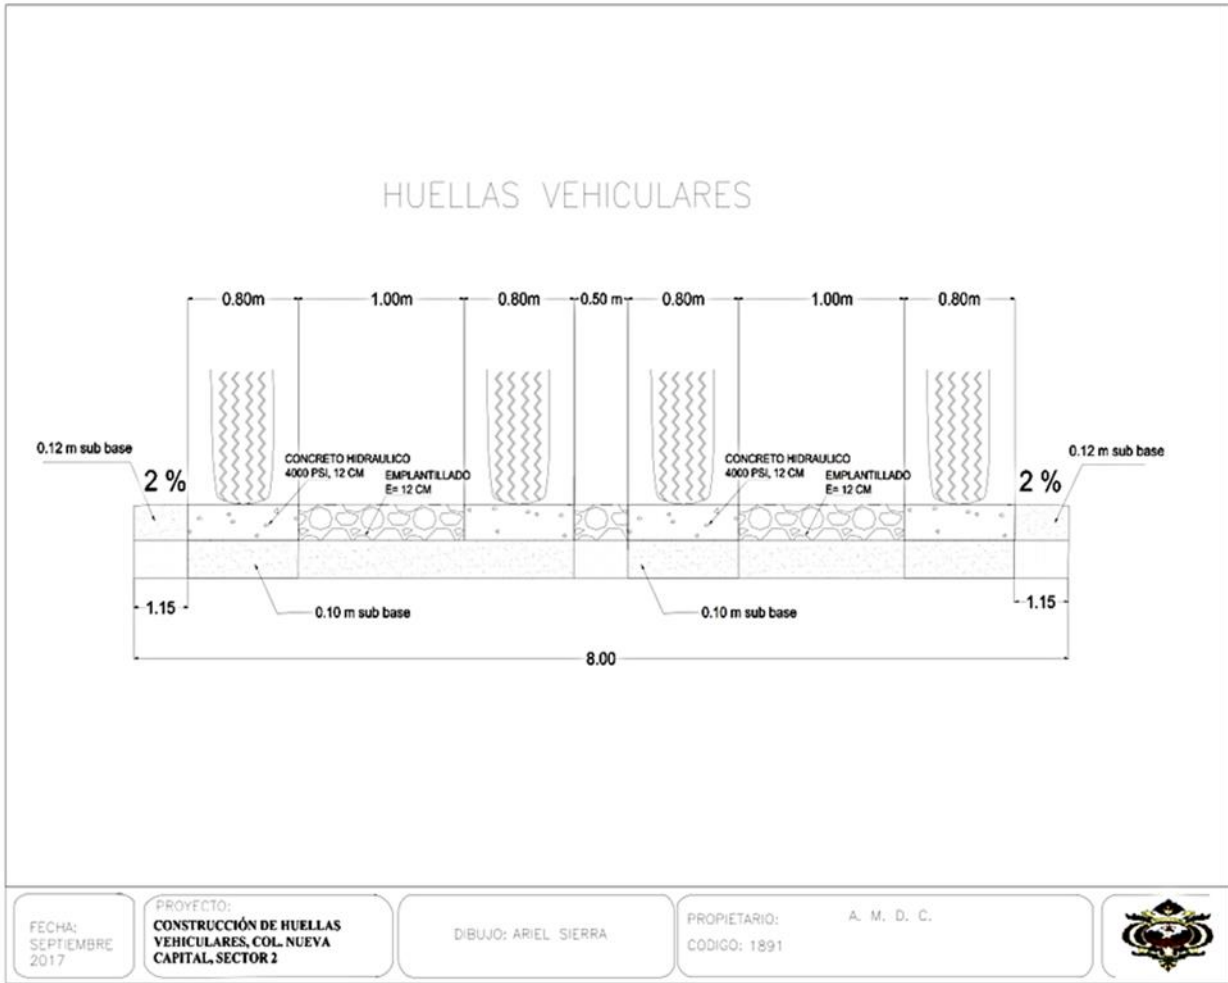 HUELLAS VEHICULARES
0.80m
1.00m
0.80m
0.50 m
0.80m
1.00m
0.80m
0.12 m sub base
2 %
CONCRETO HIDRAULICO
4000 PSI, 12 CM
EMPLANTILLADO
E= 12 CM
CONCRETO HIDRAULICO
4000 PSI, 12 CM
EMPLANTILLADO
E= 12 CM
2 %
0.12 m sub base
1.15
0.10 m sub base
0.10 m sub base
1.15
8.00
FECHA:
SEPTIEMBRE
2017
PROYECTO:
CONSTRUCCIÓN DE HUELLAS
VEHICULARES, COL. NUEVA
CAPITAL, SECTOR 2
DIBUJO: ARIEL SIERRA
PROPIETARIO: A. M. D. C.
CODIGO: 1891